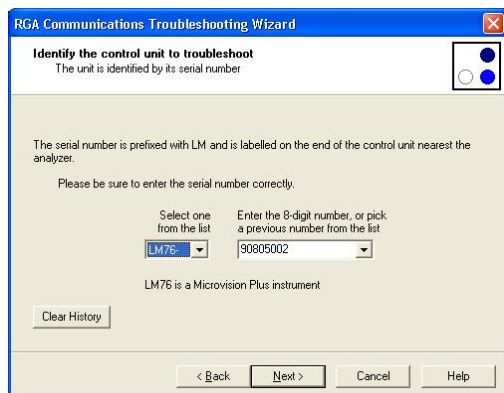 RGA Communications Troubleshooting Wizard
Identify the control unit to troubleshoot
The unit is identified by its serial number
The serial number is prefixed with LM and is labelled on the end of the control unit nearest the
analyzer.
Please be sure to enter the serial number correctly.
Select one
from the list
Enter the 8-digit number, or pick
a previous number from the list
LM76-
90805002
LM76 is a Microvision Plus instrument
Clear History
< Back
Next >
Cancel
Help